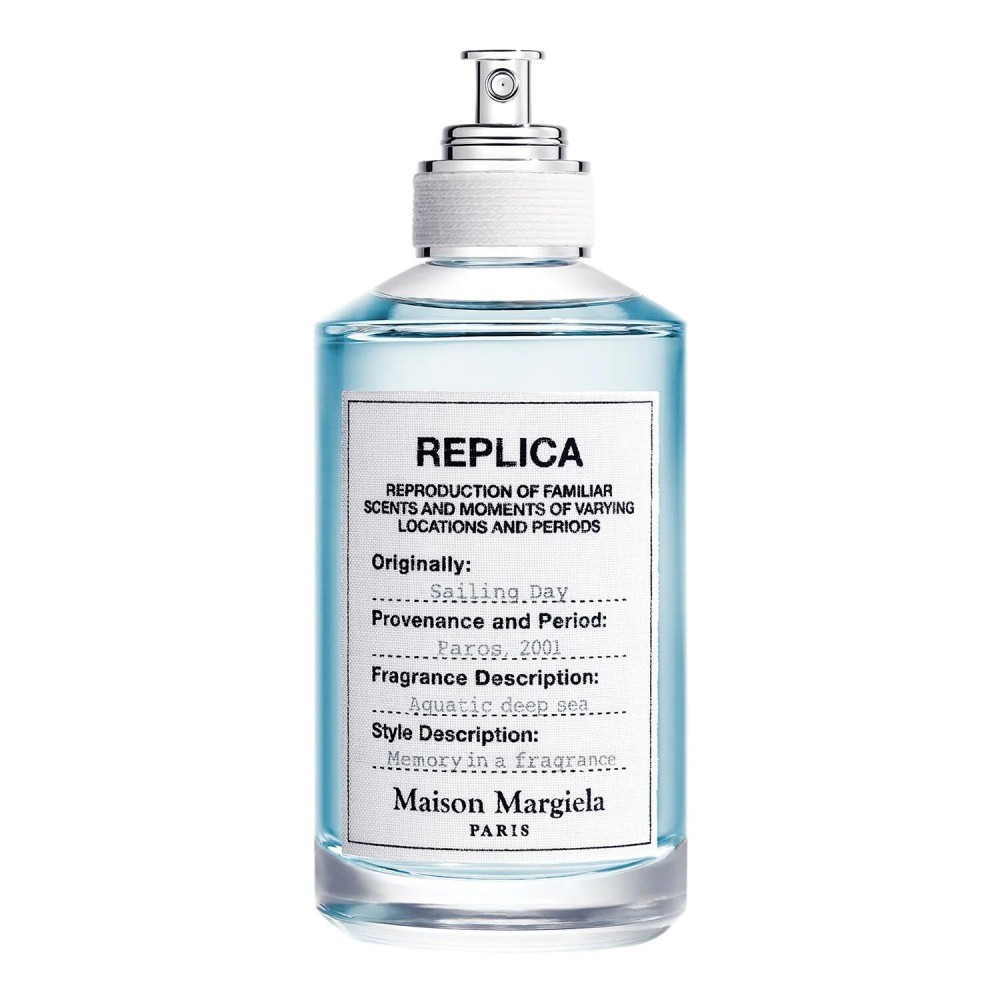 REPLICA
REPRODUCTION OF FAMILIAR
SCENTS AND MOMENTS OF VARYING
LOCATIONS AND PERIODS
Originally:
Sailing Day
Provenance and Period:
Paros, 2001
Fragrance Description:
Aquatic deep sea
Style Description:
Memory in a fragrance
Maison Margiela
PARIS